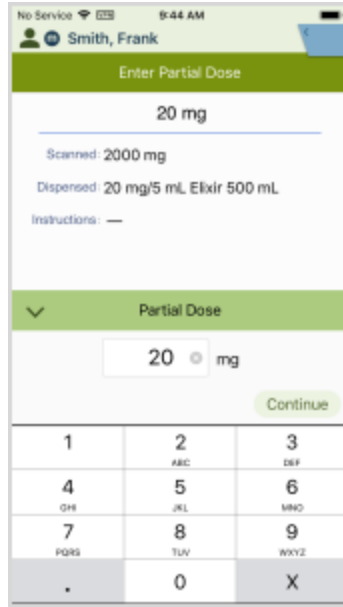 No Service 9:44 AM
Smith, Frank
Enter Partial Dose
20 mg
Scanned: 2000 mg
Dispensed: 20 mg/5 mL Elixir 500 mL
Instructions: —
Partial Dose
20 mg
Continue
1 2 3
ABC DEF
4 5 6
GHI JKL MNO
7 8 9
PQRS TUV WXYZ
. 0 X